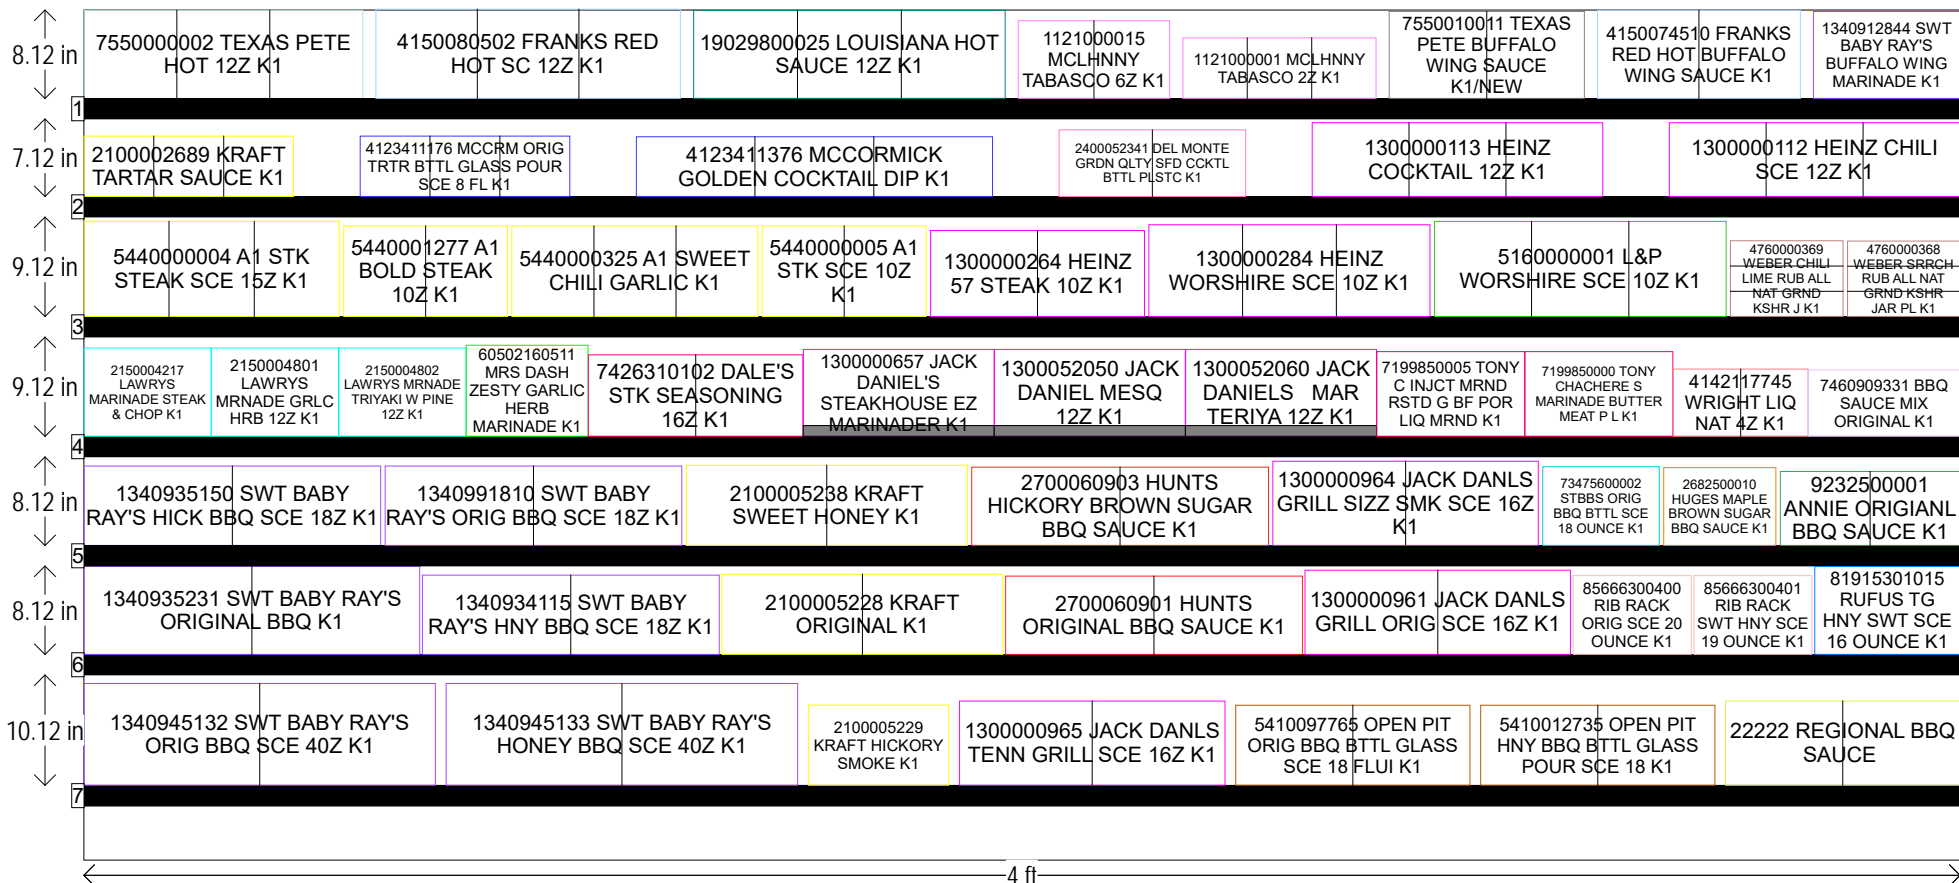 8.12 in
7550000002 TEXAS PETE
HOT 12Z K1
4150080502 FRANKS RED
HOT SC 12Z K1
19029800025 LOUISIANA HOT
SAUCE 12Z K1
1121000015
MCLHNNY
TABASCO 6Z K1
1121000001 MCLHNNY
TABASCO 2Z K1
7550010011 TEXAS
PETE BUFFALO
WING SAUCE
K1/NEW
4150074510 FRANKS
RED HOT BUFFALO
WING SAUCE K1
1340912844 SWT
BABY RAY'S
BUFFALO WING
MARINADE K1
1
7.12 in
2100002689 KRAFT
TARTAR SAUCE K1
4123411176 MCCRM ORIG
TRTR BTTL GLASS POUR
SCE 8 FL K1
4123411376 MCCORMICK
GOLDEN COCKTAIL DIP K1
2400052341 DEL MONTE
GRDN QLTY SFD CCKTL
BTTL PLSTC K1
1300000113 HEINZ
COCKTAIL 12Z K1
1300000112 HEINZ CHILI
SCE 12Z K1
2
9.12 in
5440000004 A1 STK
STEAK SCE 15Z K1
5440001277 A1
BOLD STEAK
10Z K1
5440000325 A1 SWEET
CHILI GARLIC K1
5440000005 A1
STK SCE 10Z
K1
1300000264 HEINZ
57 STEAK 10Z K1
1300000284 HEINZ
WORSHIRE SCE 10Z K1
5160000001 L&P
WORSHIRE SCE 10Z K1
4760000369
WEBER CHILI
LIME RUB ALL
NAT GRND
KSHR J K1
4760000368
WEBER SRRCH
RUB ALL NAT
GRND KSHR
JAR PL K1
3
9.12 in
2150004217
LAWRYS
MARINADE STEAK
& CHOP K1
2150004801
LAWRYS
MRNADE GRLC
HRB 12Z K1
2150004802
LAWRYS MRNADE
TRIYAKI W PINE
12Z K1
60502160511
MRS DASH
ZESTY GARLIC
HERB
MARINADE K1
7426310102 DALE'S
STK SEASONING
16Z K1
1300000657 JACK
DANIEL'S
STEAKHOUSE EZ
MARINADER K1
1300052050 JACK
DANIEL MESQ
12Z K1
1300052060 JACK
DANIELS MAR
TERIYA 12Z K1
7199850005 TONY
C INJCT MRND
RSTD G BF POR
LIQ MRND K1
7199850000 TONY
CHACHERE S
MARINADE BUTTER
MEAT P L K1
4142117745
WRIGHT LIQ
NAT 4Z K1
7460909331 BBQ
SAUCE MIX
ORIGINAL K1
4
8.12 in
1340935150 SWT BABY
RAY'S HICK BBQ SCE 18Z K1
1340991810 SWT BABY
RAY'S ORIG BBQ SCE 18Z K1
2100005238 KRAFT
SWEET HONEY K1
2700060903 HUNTS
HICKORY BROWN SUGAR
BBQ SAUCE K1
1300000964 JACK DANLS
GRILL SIZZ SMK SCE 16Z
K1
73475600002
STBBS ORIG
BBQ BTTL SCE
18 OUNCE K1
2682500010
HUGES MAPLE
BROWN SUGAR
BBQ SAUCE K1
9232500001
ANNIE ORIGIANL
BBQ SAUCE K1
5
8.12 in
1340935231 SWT BABY RAY'S
ORIGINAL BBQ K1
1340934115 SWT BABY
RAY'S HNY BBQ SCE 18Z K1
2100005228 KRAFT
ORIGINAL K1
2700060901 HUNTS
ORIGINAL BBQ SAUCE K1
1300000961 JACK DANLS
GRILL ORIG SCE 16Z K1
85666300400
RIB RACK
ORIG SCE 20
OUNCE K1
85666300401
RIB RACK
SWT HNY SCE
19 OUNCE K1
81915301015
RUFUS TG
HNY SWT SCE
16 OUNCE K1
6
10.12 in
1340945132 SWT BABY RAY'S
ORIG BBQ SCE 40Z K1
1340945133 SWT BABY RAY'S
HONEY BBQ SCE 40Z K1
2100005229
KRAFT HICKORY
SMOKE K1
1300000965 JACK DANLS
TENN GRILL SCE 16Z K1
5410097765 OPEN PIT
ORIG BBQ BTTL GLASS
SCE 18 FLUI K1
5410012735 OPEN PIT
HNY BBQ BTTL GLASS
POUR SCE 18 K1
22222 REGIONAL BBQ
SAUCE
7
4 ft